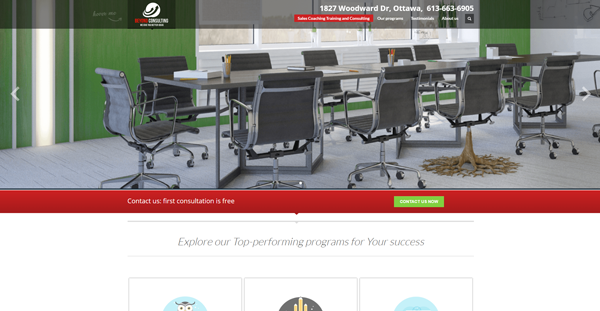 1827 Woodward Dr, Ottawa, 613-663-6905
CONSULTING
Sales Coaching Training and Consulting
Our programs
Testimonials
About us
Contact us: first consultation is free
CONTACT US NOW
Explore our Top-performing programs for Your success